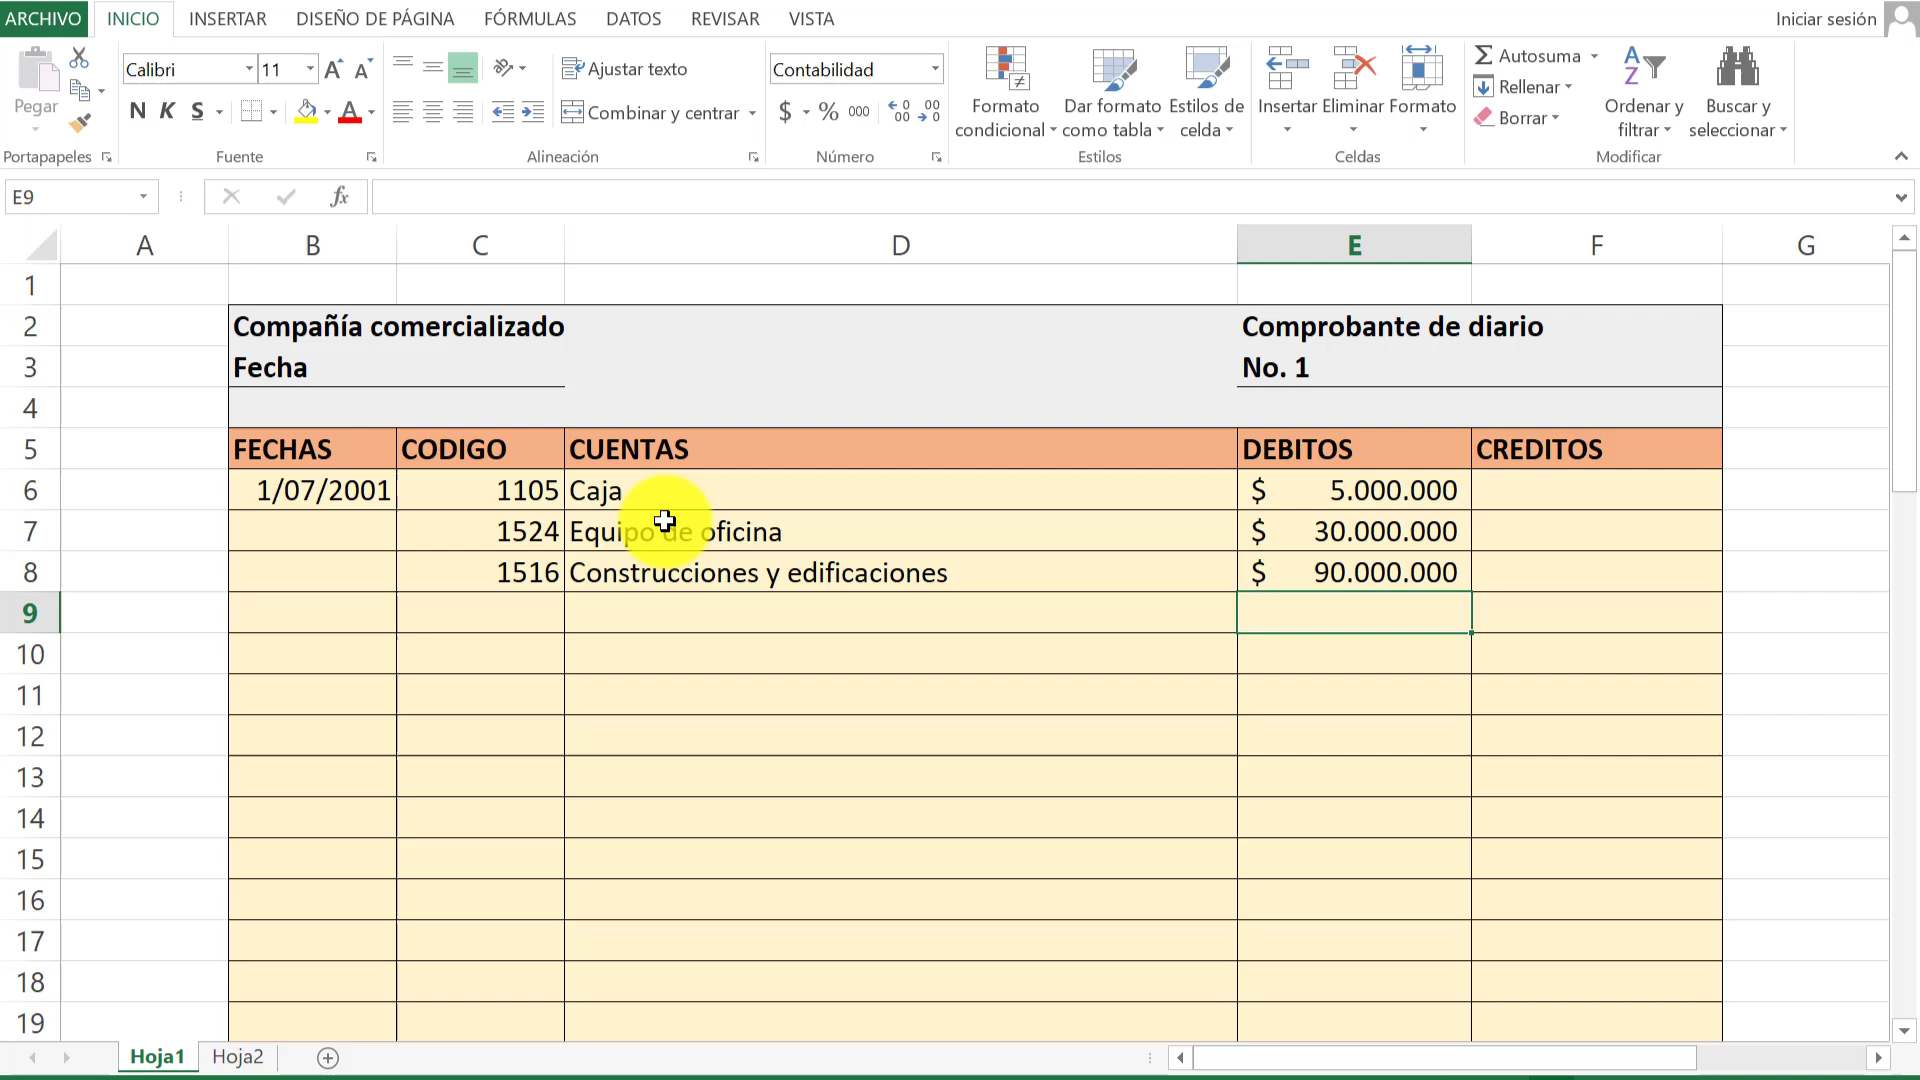 ARCHIVO INICIO INSERTAR DISEÑO DE PÁGINA FÓRMULAS DATOS REVISAR VISTA Iniciar sesión
Pegar
Portapapeles
Calibri 11 A A
N K S A
Fuente
Ajustar texto
Combinar y centrar
Alineación
Contabilidad
$ % 000 ←0 00 00 →0
Número
Formato condicional
Dar formato como tabla
Estilos de celda
Estilos
Insertar Eliminar Formato
Celdas
Autosuma
Rellenar
Borrar
Ordenar y filtrar
Buscar y seleccionar
Modificar
E9 fx
A B C D E F G
1
2 Compañía comercializado Comprobante de diario
3 Fecha No. 1
4
5 FECHAS CODIGO CUENTAS DEBITOS CREDITOS
6 1/07/2001 1105 Caja $ 5.000.000
7 1524 Equipo de oficina $ 30.000.000
8 1516 Construcciones y edificaciones $ 90.000.000
9
10
11
12
13
14
15
16
17
18
19
Hoja1 Hoja2